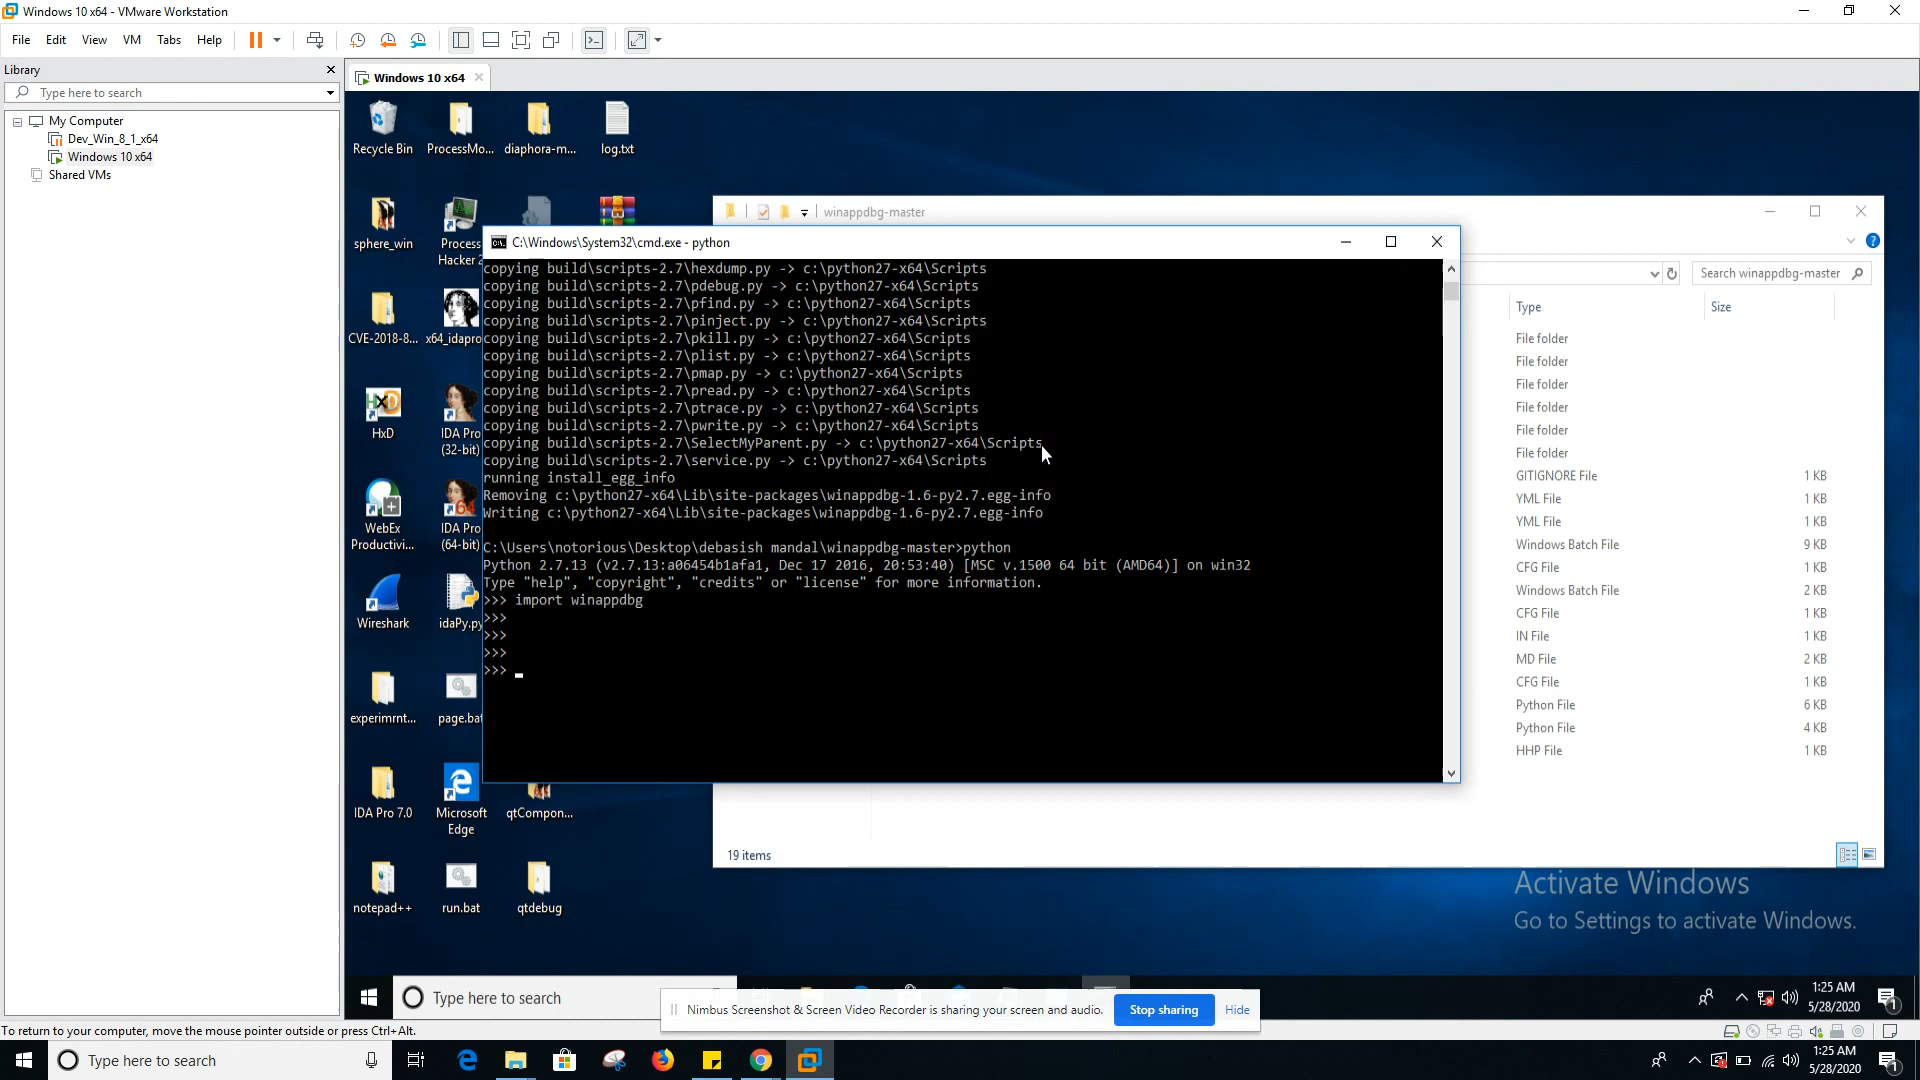 Windows 10 x64 - VMware Workstation
File Edit View VM Tabs Help
Library
Type here to search
My Computer
Dev_Win_8_1_x64
Windows 10 x64
Shared VMs
Windows 10 x64
Recycle Bin
ProcessMo...
diaphora-m...
log.txt
sphere_win
Process
Hacker 2
CVE-2018-8...
x64_idapro
HxD
IDA Pro
(32-bit)
WebEx
Productivi...
IDA Pro
(64-bit)
Wireshark
idaPy.py
experimrnt...
page.bat
IDA Pro 7.0
Microsoft
Edge
qtCompon...
notepad++
run.bat
qtdebug
winappdbg-master
Search winappdbg-master
Type Size
File folder
File folder
File folder
File folder
File folder
File folder
GITIGNORE File 1 KB
YML File 1 KB
YML File 1 KB
Windows Batch File 9 KB
CFG File 1 KB
Windows Batch File 2 KB
CFG File 1 KB
IN File 1 KB
MD File 2 KB
CFG File 1 KB
Python File 6 KB
Python File 4 KB
HHP File 1 KB
19 items
C:\Windows\System32\cmd.exe - python
copying build\scripts-2.7\hexdump.py -> c:\python27-x64\Scripts
copying build\scripts-2.7\pdebug.py -> c:\python27-x64\Scripts
copying build\scripts-2.7\pfind.py -> c:\python27-x64\Scripts
copying build\scripts-2.7\pinject.py -> c:\python27-x64\Scripts
copying build\scripts-2.7\pkill.py -> c:\python27-x64\Scripts
copying build\scripts-2.7\plist.py -> c:\python27-x64\Scripts
copying build\scripts-2.7\pmap.py -> c:\python27-x64\Scripts
copying build\scripts-2.7\pread.py -> c:\python27-x64\Scripts
copying build\scripts-2.7\ptrace.py -> c:\python27-x64\Scripts
copying build\scripts-2.7\pwrite.py -> c:\python27-x64\Scripts
copying build\scripts-2.7\SelectMyParent.py -> c:\python27-x64\Scripts
copying build\scripts-2.7\service.py -> c:\python27-x64\Scripts
running install_egg_info
Removing c:\python27-x64\Lib\site-packages\winappdbg-1.6-py2.7.egg-info
Writing c:\python27-x64\Lib\site-packages\winappdbg-1.6-py2.7.egg-info
C:\Users\notorious\Desktop\debasish mandal\winappdbg-master>python
Python 2.7.13 (v2.7.13:a06454b1afa1, Dec 17 2016, 20:53:40) [MSC v.1500 64 bit (AMD64)] on win32
Type "help", "copyright", "credits" or "license" for more information.
>>> import winappdbg
>>>
>>>
>>>
>>>
Activate Windows
Go to Settings to activate Windows.
Type here to search
1:25 AM
5/28/2020
Nimbus Screenshot & Screen Video Recorder is sharing your screen and audio. Stop sharing Hide
To return to your computer, move the mouse pointer outside or press Ctrl+Alt.
Type here to search
1:25 AM
5/28/2020